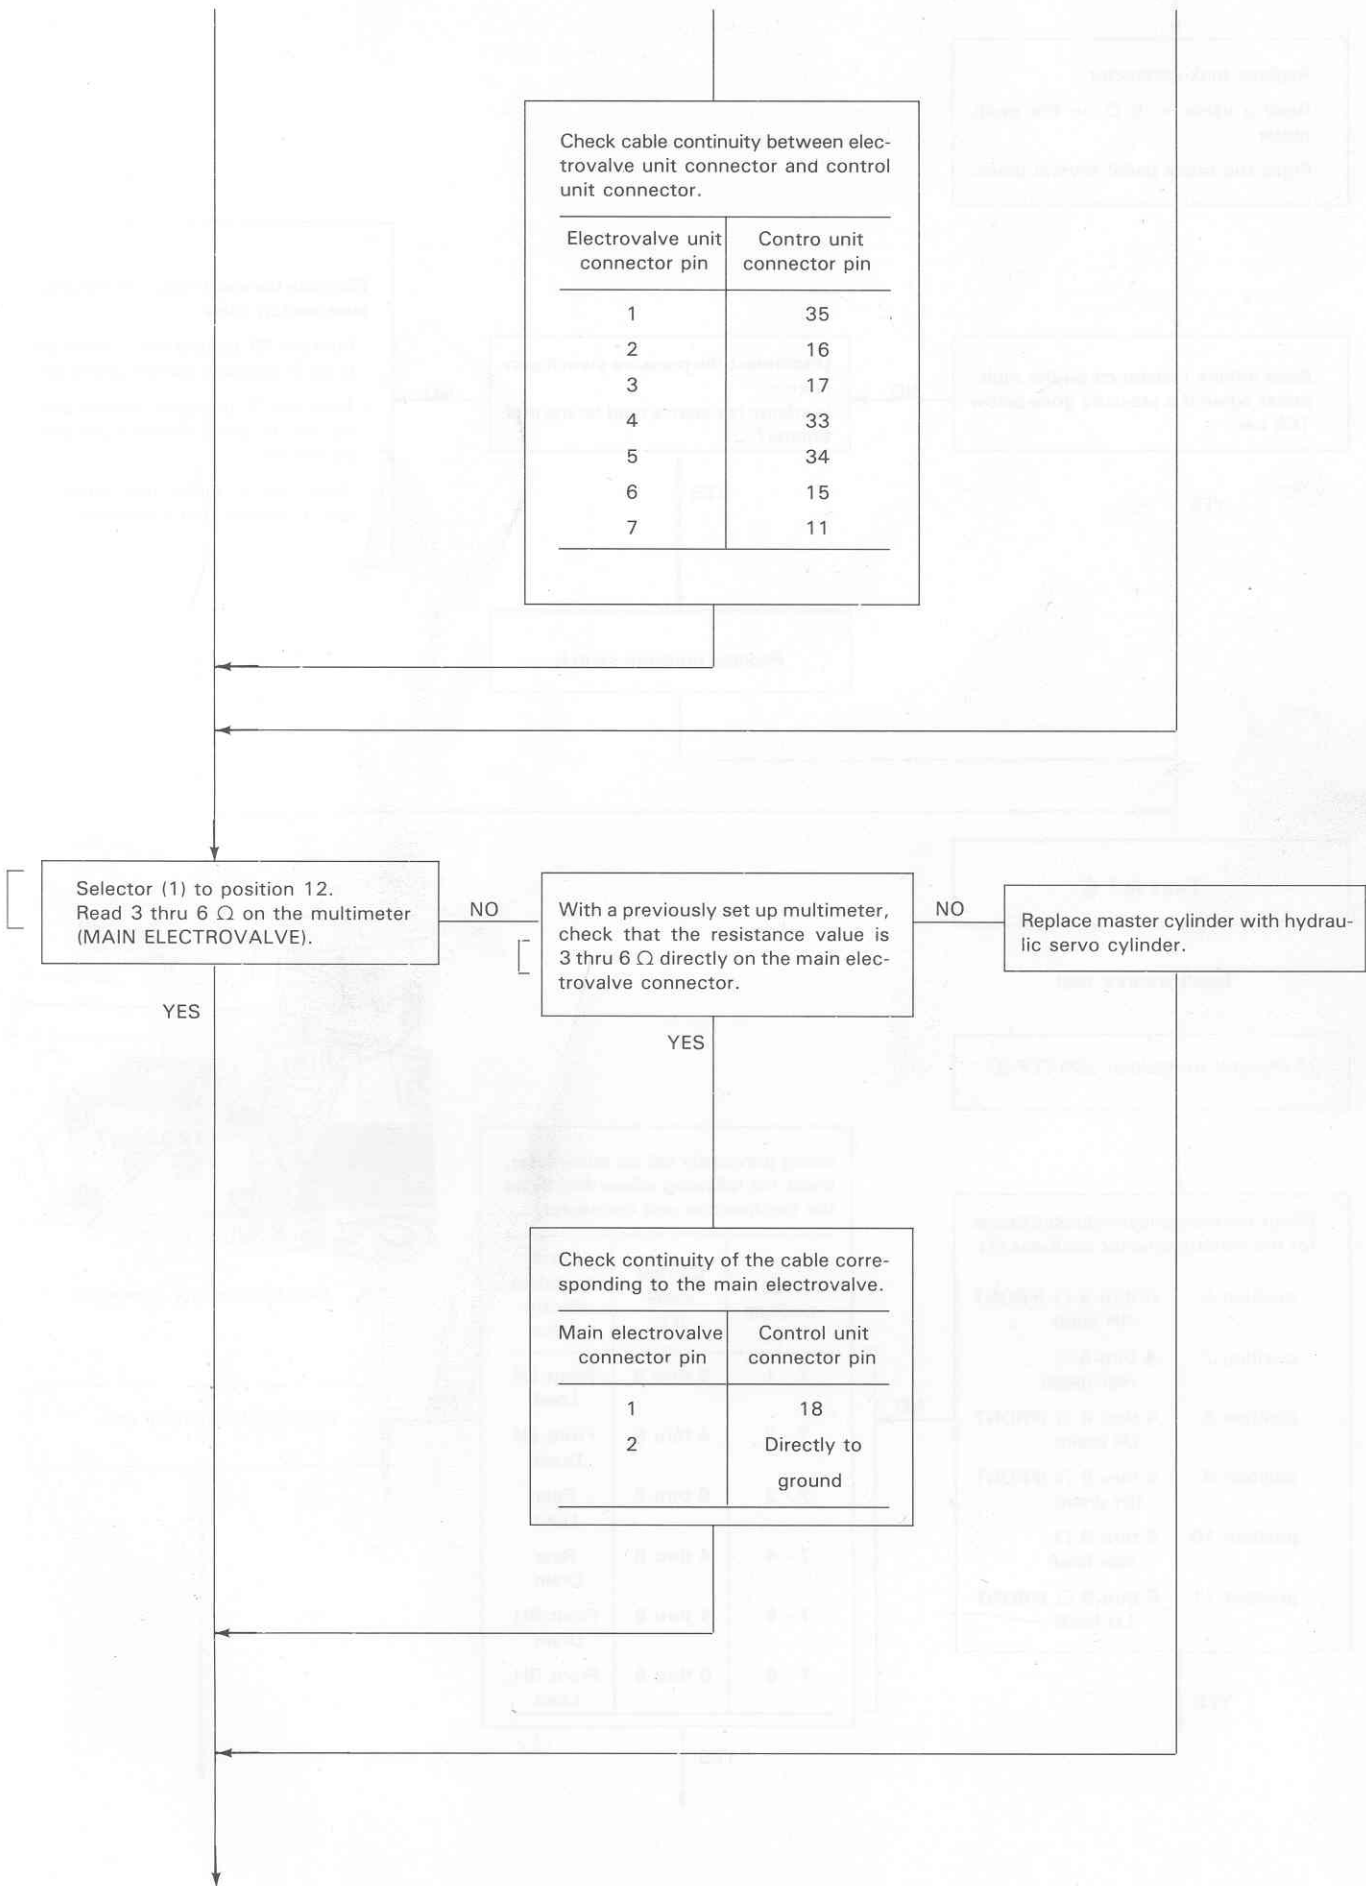 Check cable continuity between elec-
trovalve unit connector and control
unit connector.
Electrovalve unit connector pin | Contro unit connector pin
1 35
2 16
3 17
4 33
5 34
6 15
7 11
Selector (1) to position 12.
Read 3 thru 6 Ω on the multimeter
(MAIN ELECTROVALVE).
NO
With a previously set up multimeter,
check that the resistance value is
3 thru 6 Ω directly on the main elec-
trovalve connector.
NO
Replace master cylinder with hydrau-
lic servo cylinder.
YES
YES
Check continuity of the cable corre-
sponding to the main electrovalve.
Main electrovalve connector pin | Control unit connector pin
1 18
2 Directly to
ground